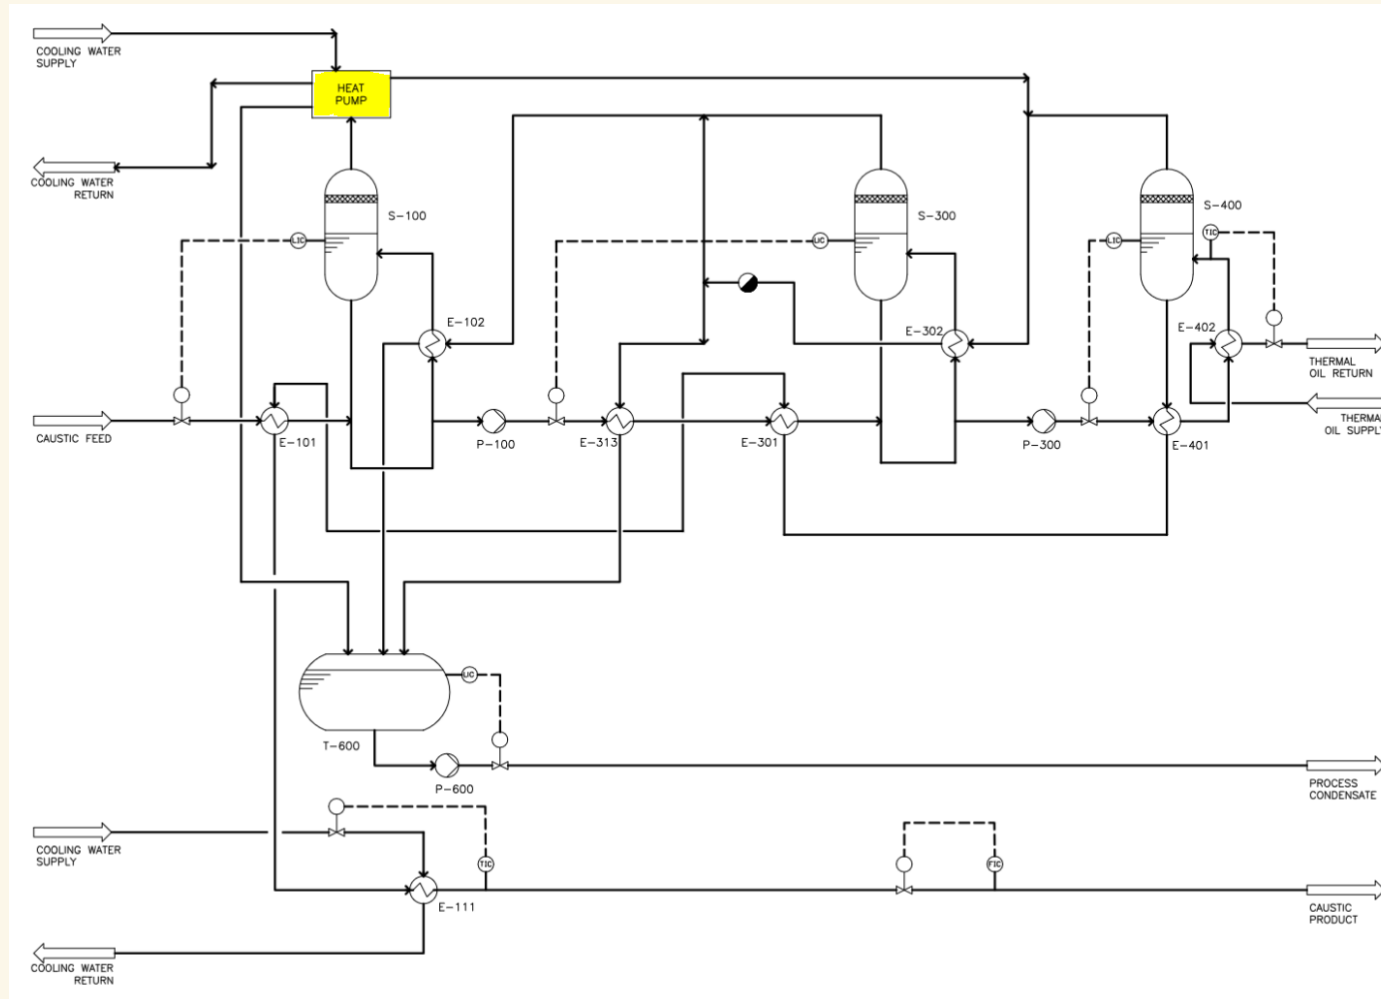 COOLING WATER
SUPPLY
HEAT
PUMP
COOLING WATER
RETURN
S-100
S-300
S-400
LIC
LIC
LIC
TIC
E-102
E-302
E-402
THERMAL
OIL RETURN
THERMAL
OIL SUPPLY
CAUSTIC FEED
E-101
P-100
E-313
E-301
P-300
E-401
LIC
T-600
P-600
PROCESS
CONDENSATE
COOLING WATER
SUPPLY
TIC
FIC
E-111
CAUSTIC
PRODUCT
COOLING WATER
RETURN